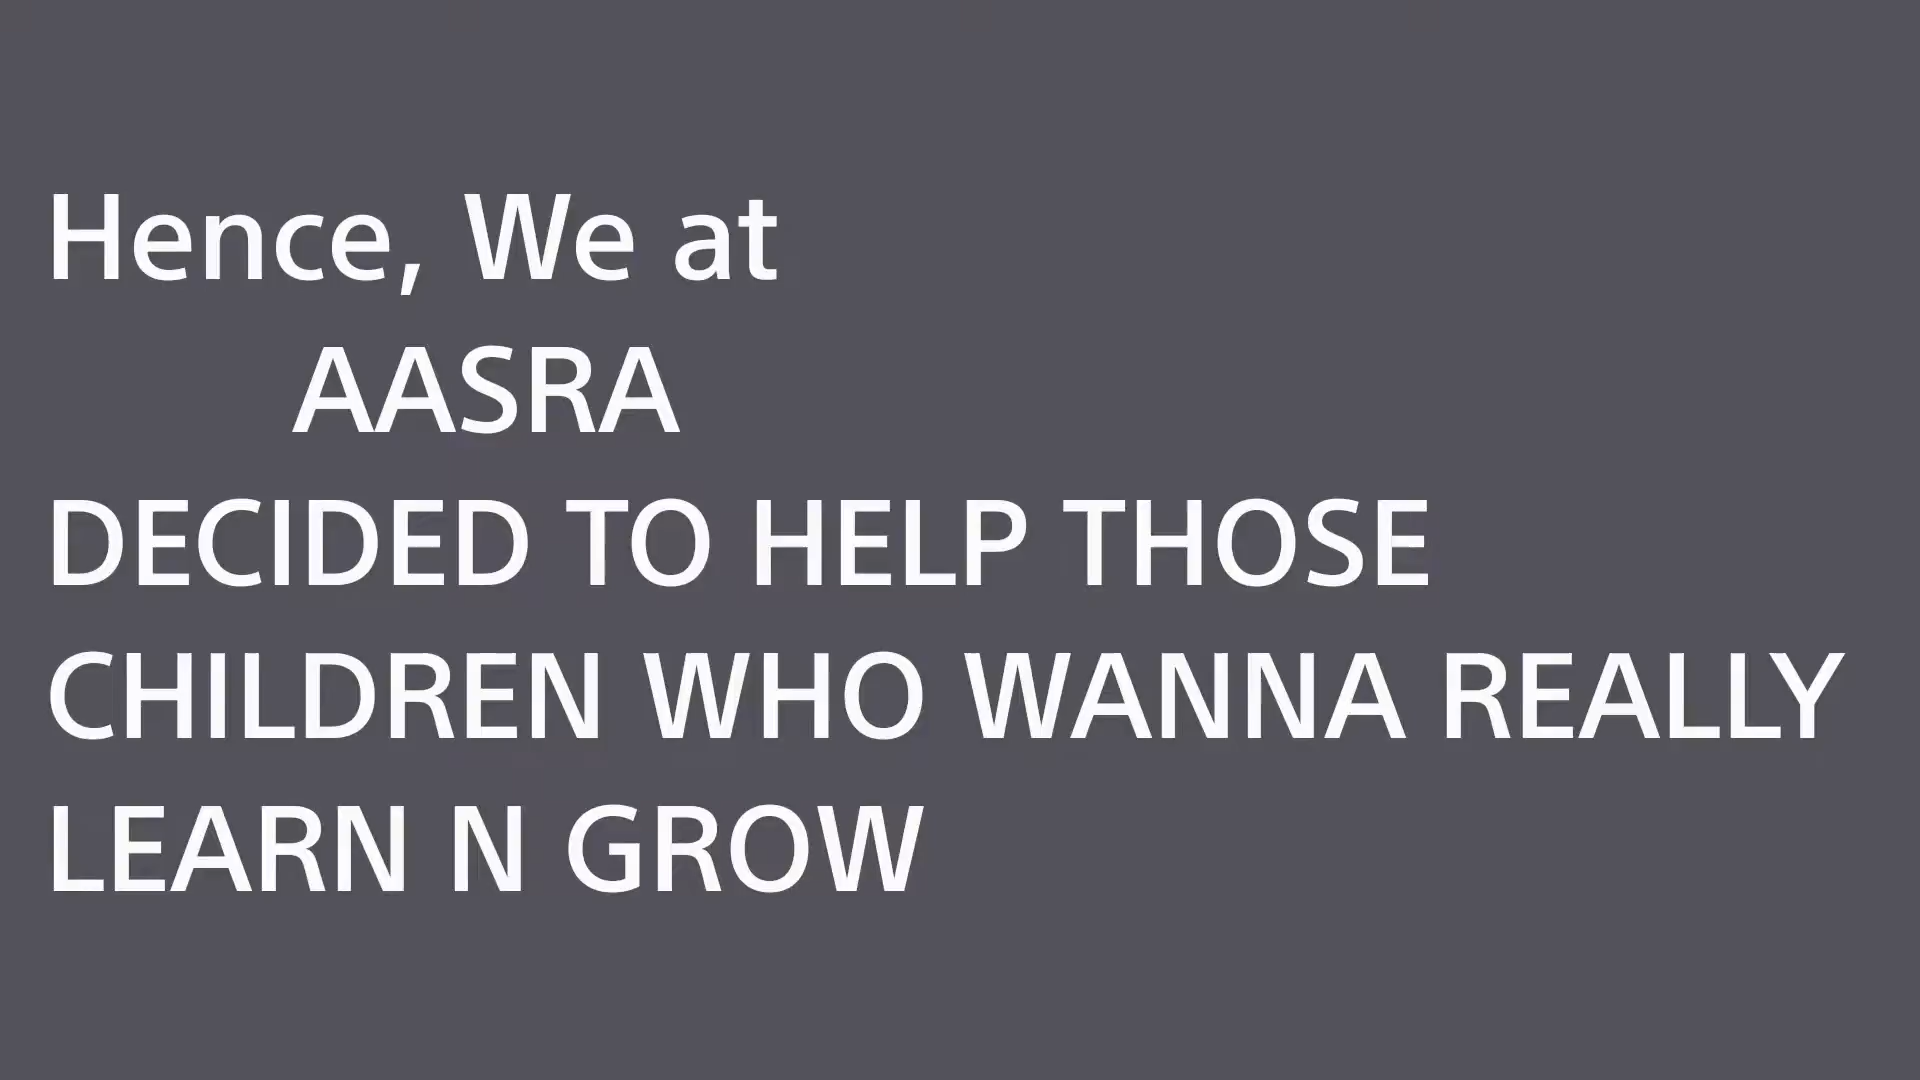 Hence, We at
AASRA
DECIDED TO HELP THOSE
CHILDREN WHO WANNA REALLY
LEARN N GROW